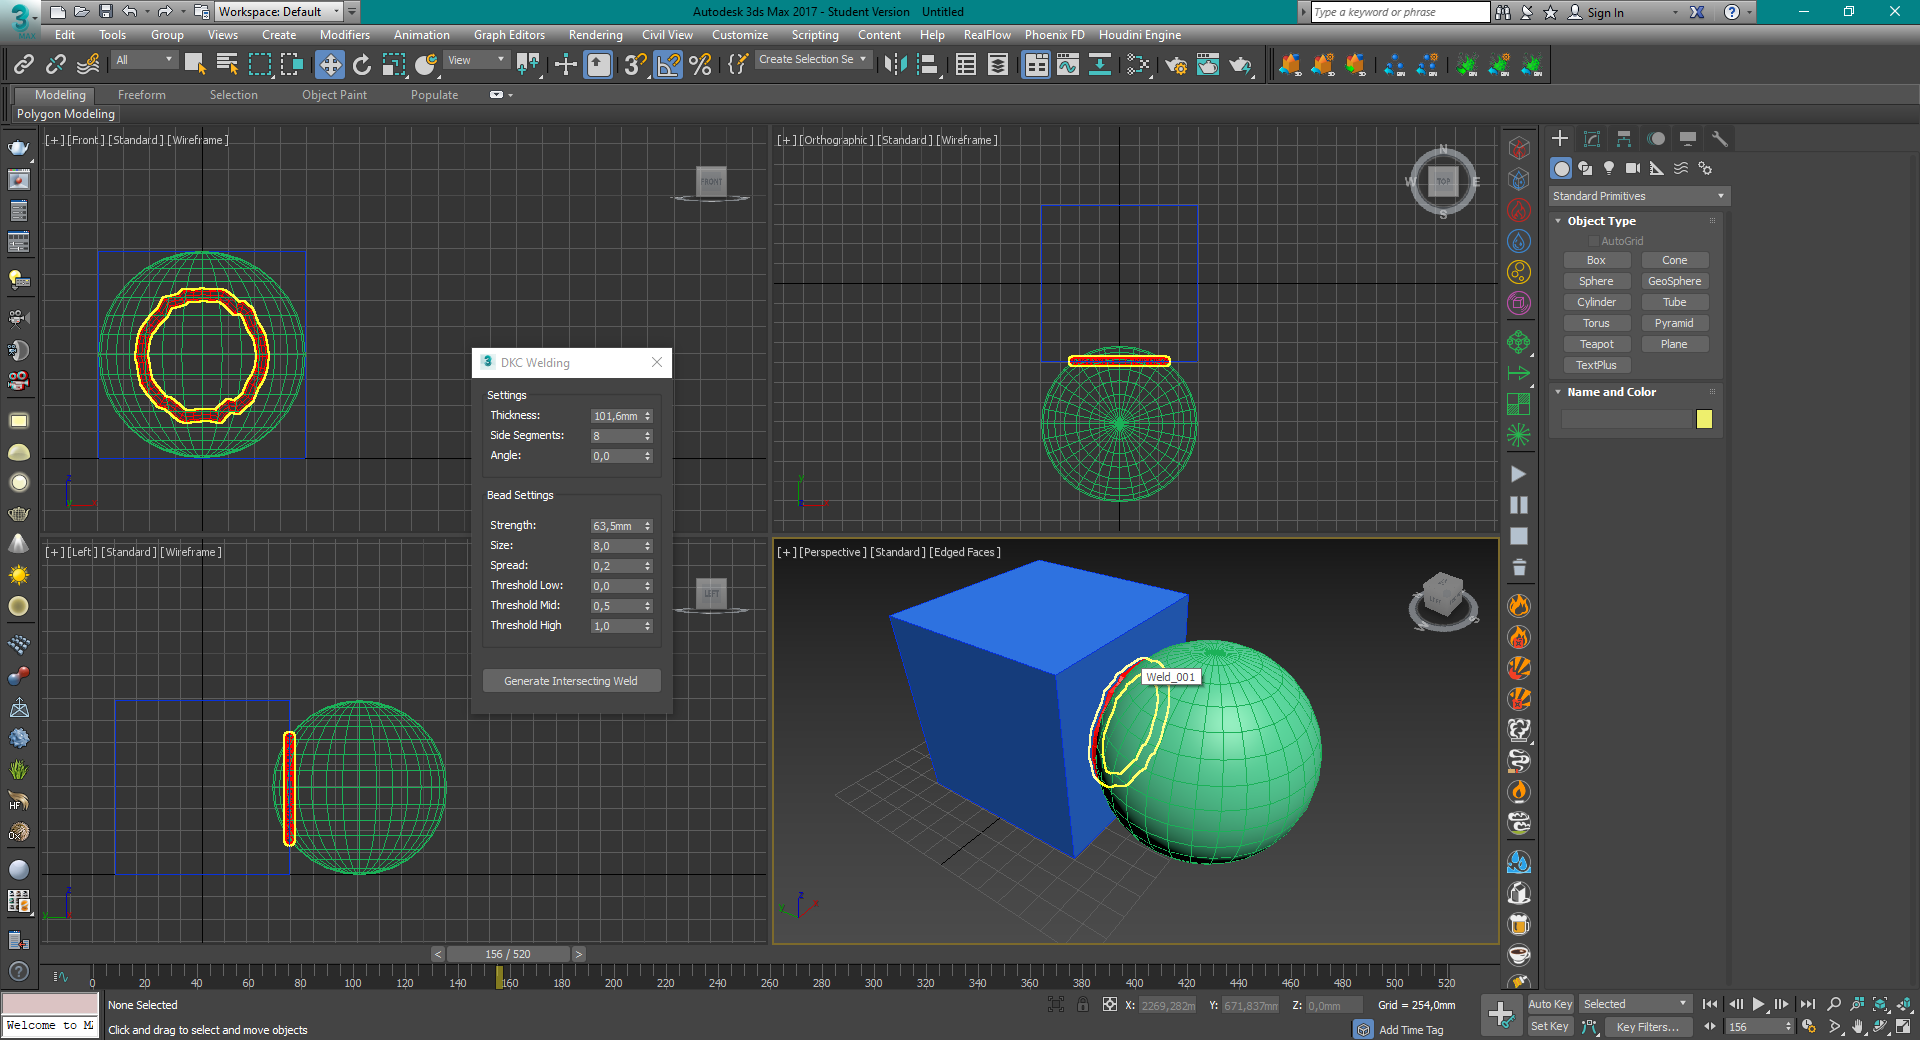 Workspace: Default
Autodesk 3ds Max 2017 - Student Version    Untitled
Type a keyword or phrase
Sign In
3
MAX
Edit Tools Group Views Create Modifiers Animation Graph Editors Rendering Civil View Customize Scripting Content Help RealFlow Phoenix FD Houdini Engine
All
View
Create Selection Se
Modeling Freeform Selection Object Paint Populate
Polygon Modeling
[+] [Front] [Standard] [Wireframe]
FRONT
[+] [Orthographic] [Standard] [Wireframe]
N
W TOP E
S
[+] [Left] [Standard] [Wireframe]
LEFT
[+] [Perspective] [Standard] [Edged Faces]
Weld_001
DKC Welding
Settings
Thickness: 101,6mm
Side Segments: 8
Angle: 0,0
Bead Settings
Strength: 63,5mm
Size: 8,0
Spread: 0,2
Threshold Low: 0,0
Threshold Mid: 0,5
Threshold High 1,0
Generate Intersecting Weld
Standard Primitives
Object Type
AutoGrid
Box Cone
Sphere GeoSphere
Cylinder Tube
Torus Pyramid
Teapot Plane
TextPlus
Name and Color
HF
Ox
< 156 / 520 >
0 20 40 60 80 100 120 140 160 180 200 220 240 260 280 300 320 340 360 380 400 420 440 460 480 500 520
None Selected
X: 2269,282m Y: 671,837mm Z: 0,0mm Grid = 254,0mm
Auto Key Selected
Welcome to M
Click and drag to select and move objects
Add Time Tag
Set Key Key Filters... 156